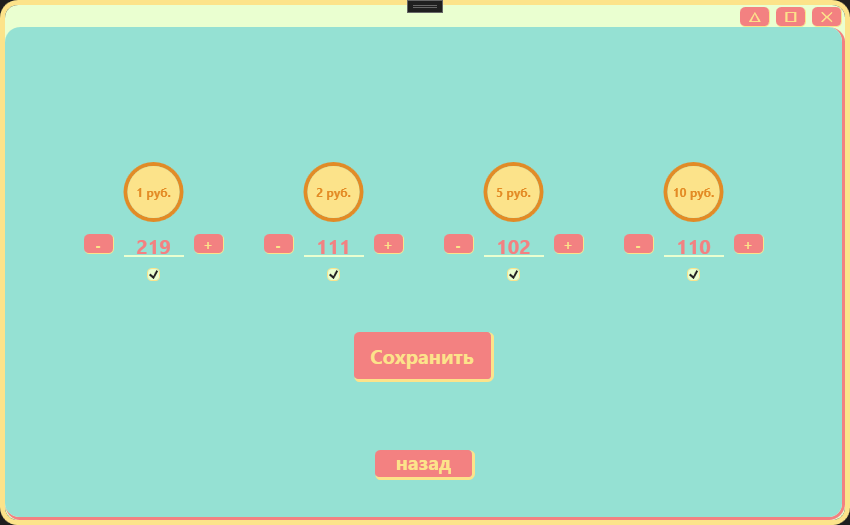 1 руб. 2 руб. 5 руб. 10 руб.
- 219 + - 111 + - 102 + - 110 +
Сохранить
назад